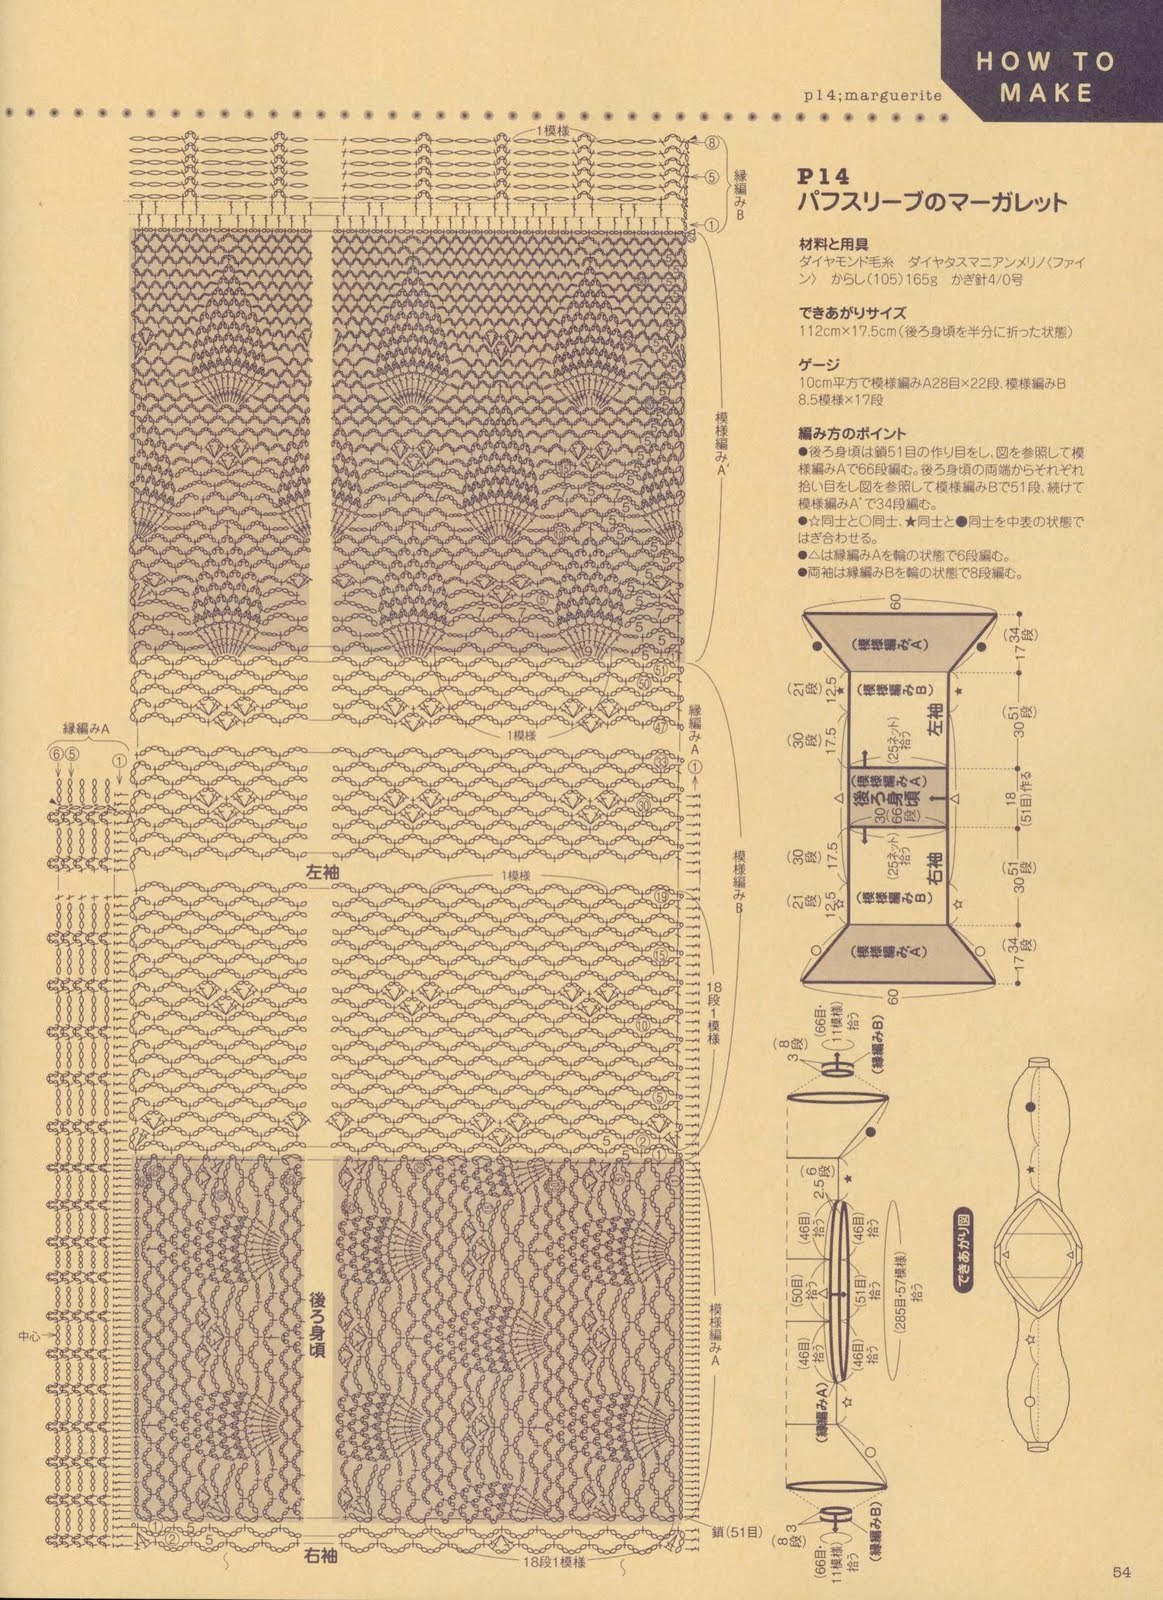 HOW TO
MAKE
p14;marguerite
P14
パフスリーブのマーガレット
材料と用具
ダイヤモンド毛糸 ダイヤタスマニアンメリノ〈ファイ
ン〉 からし(105)165g かぎ針4/0号
できあがりサイズ
112cm×17.5cm(後ろ身頃を半分に折った状態)
ゲージ
10cm平方で模様編みA28目×22段、模様編みB
8.5模様×17段
編み方のポイント
●後ろ身頃は鎖51目の作り目をし、図を参照して模
様編みAで66段編む。後ろ身頃の両端からそれぞれ
拾い目をし図を参照して模様編みBで51段、続けて
模様編みA'で34段編む。
●☆同士と○同士、★同士と●同士を中表の状態で
はぎ合わせる。
●△は縁編みAを輪の状態で6段編む。
●両袖は縁編みBを輪の状態で8段編む。
1模様
⑧
⑤
①
縁編みB
模様編みA'
㊿
㊼
1模様
縁編みA
①
縁編みA
⑥⑤
①
㉝
㉚
左袖
1模様
模様編みB
⑲
⑮
⑩
⑤
②
18段1模様
後ろ身頃
模様編みA
中心
鎖(51目)
右袖
18段1模様
60
(模様編みA')
17 (34段)
(21段) 12.5
(模様編みB)
左袖
30 (51段)
(30段) 17.5
(25ネット)拾う
(模様編みA)
後ろ身頃
30(66段)
18 (51目)作る
(30段) 17.5
(25ネット)拾う
右袖
30 (51段)
(21段) 12.5
(模様編みB)
(模様編みA')
17 (34段)
60
(66目・11模様)拾う
3(8段)
(縁編みB)
2.5(6段)
(46目)拾う
(46目)拾う
(50目)拾う
(51目)拾う
(46目)拾う
(46目)拾う
(285目・57模様)拾う
(縁編みA)
3(8段)
(縁編みB)
(66目・11模様)拾う
できあがり図
54